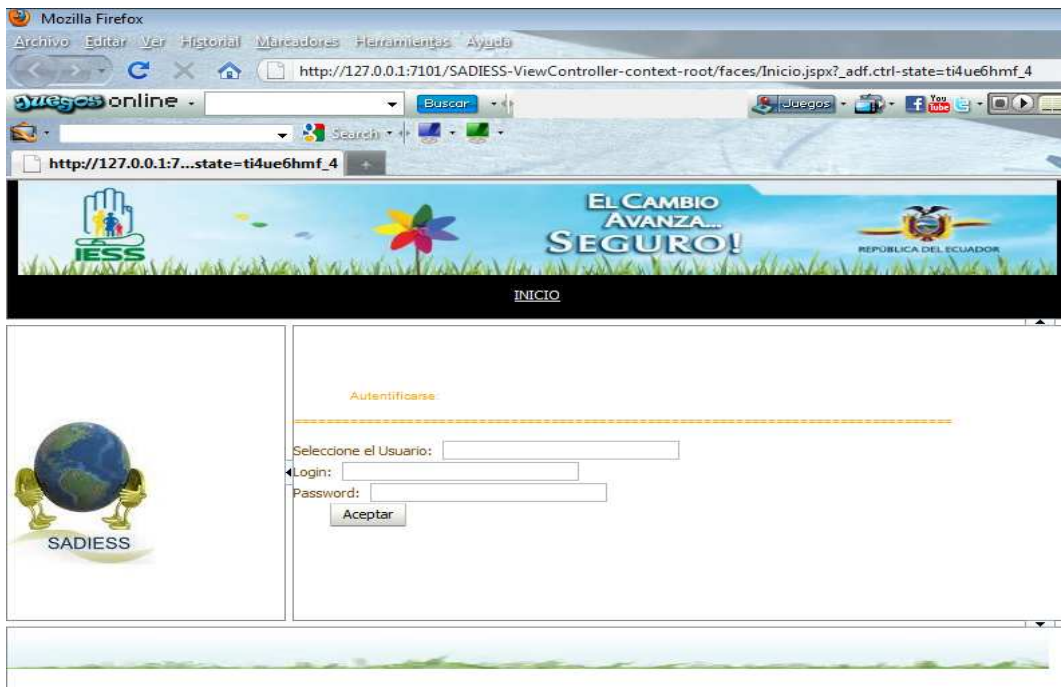 Mozilla Firefox
Archivo Editar Ver Historial Marcadores Herramientas Ayuda
http://127.0.0.1:7101/SADIESS-ViewController-context-root/faces/Inicio.jspx?_adf.ctrl-state=ti4ue6hmf_4
Juegos online Buscar Juegos You Tube
Search
http://127.0.0.1:7...state=ti4ue6hmf_4
EL CAMBIO
AVANZA...
SEGURO!
IESS
REPÚBLICA DEL ECUADOR
INICIO
Autentificarse
Seleccione el Usuario:
Login:
Password:
Aceptar
SADIESS